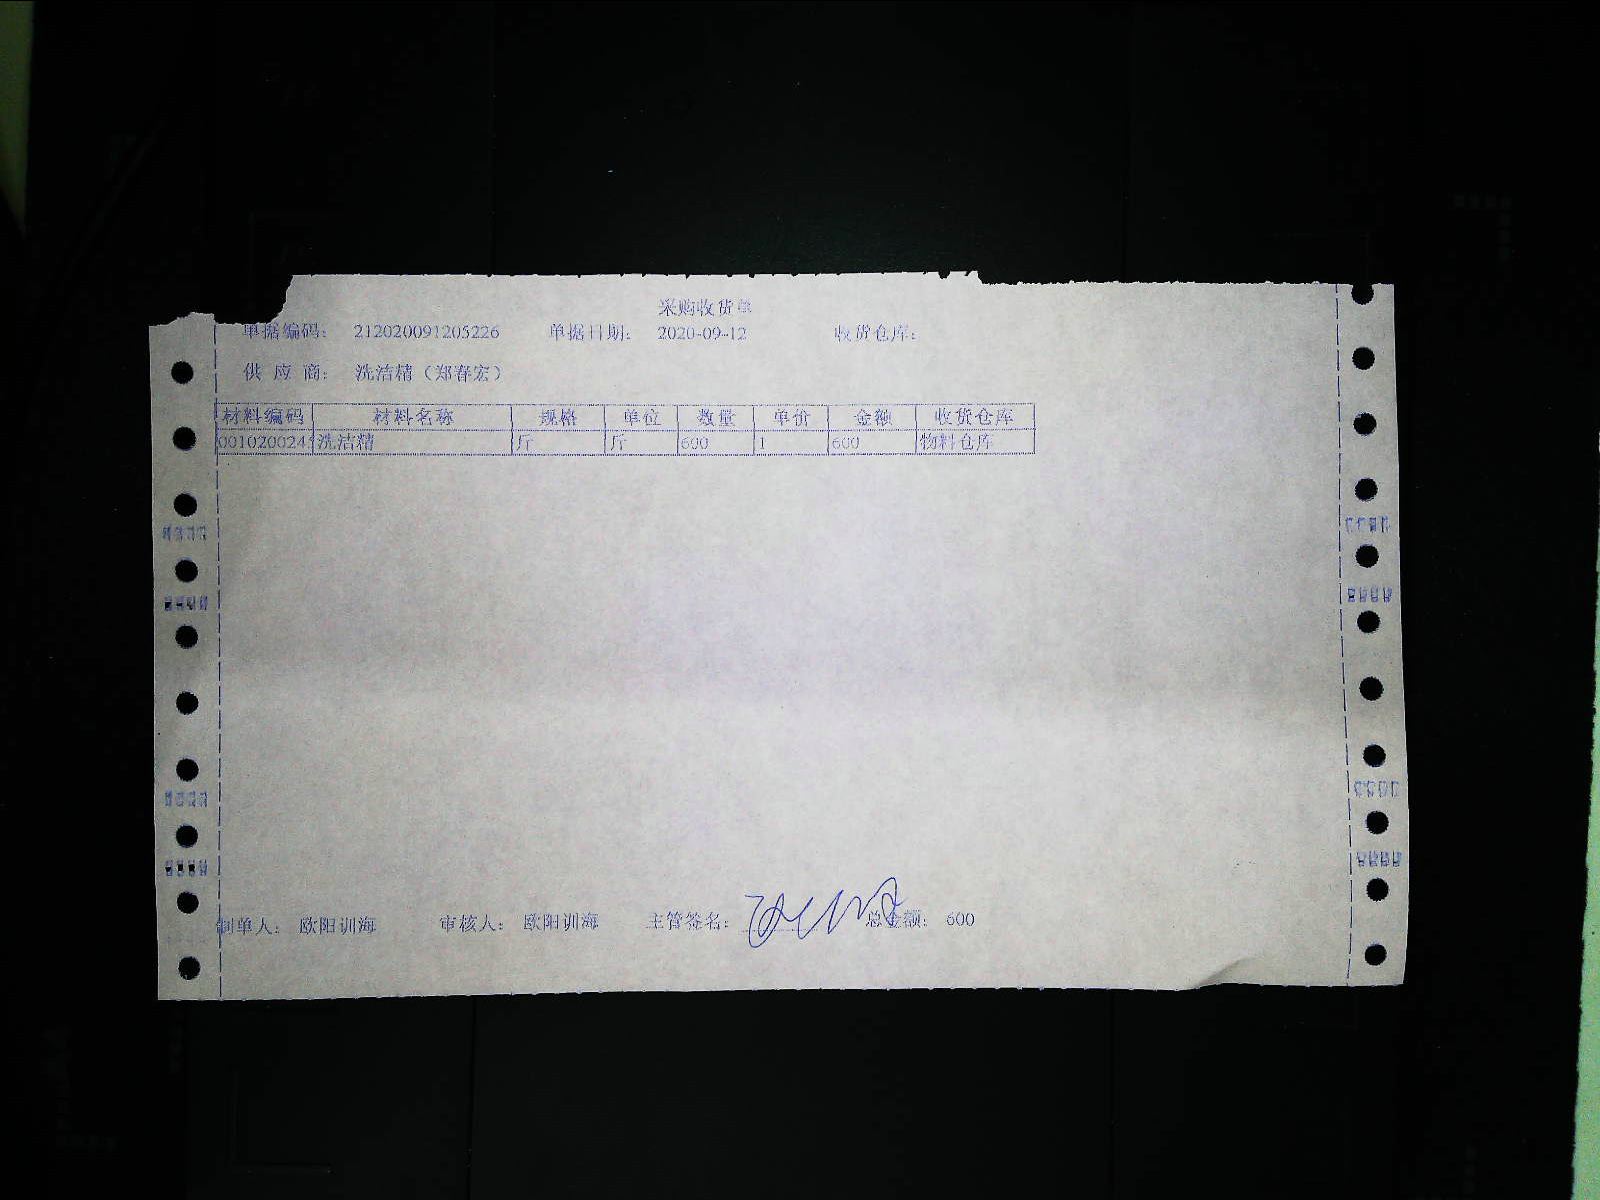 采购收货单
单据编码： 212020091205226 单据日期： 2020-09-12 收货仓库：
供 应 商： 洗洁精（郑春宏）
材料编码 材料名称 规格 单位 数量 单价 金额 收货仓库
001020024 洗洁精 斤 斤 600 1 600 物料仓库
制单人： 欧阳训海 审核人： 欧阳训海 主管签名： 总金额： 600